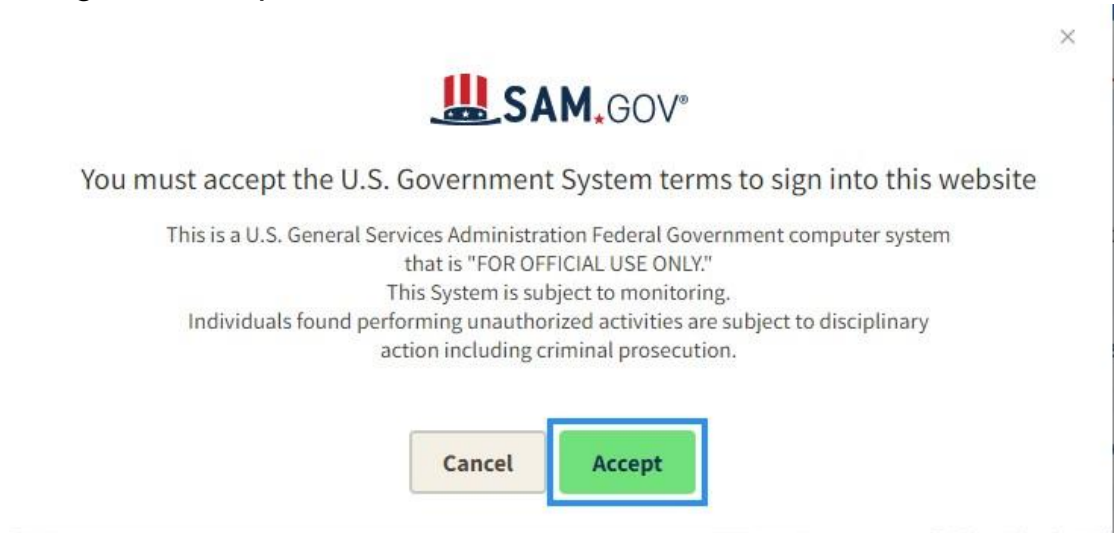 SAM.GOV®
You must accept the U.S. Government System terms to sign into this website
This is a U.S. General Services Administration Federal Government computer system
that is "FOR OFFICIAL USE ONLY."
This System is subject to monitoring.
Individuals found performing unauthorized activities are subject to disciplinary
action including criminal prosecution.
Cancel
Accept